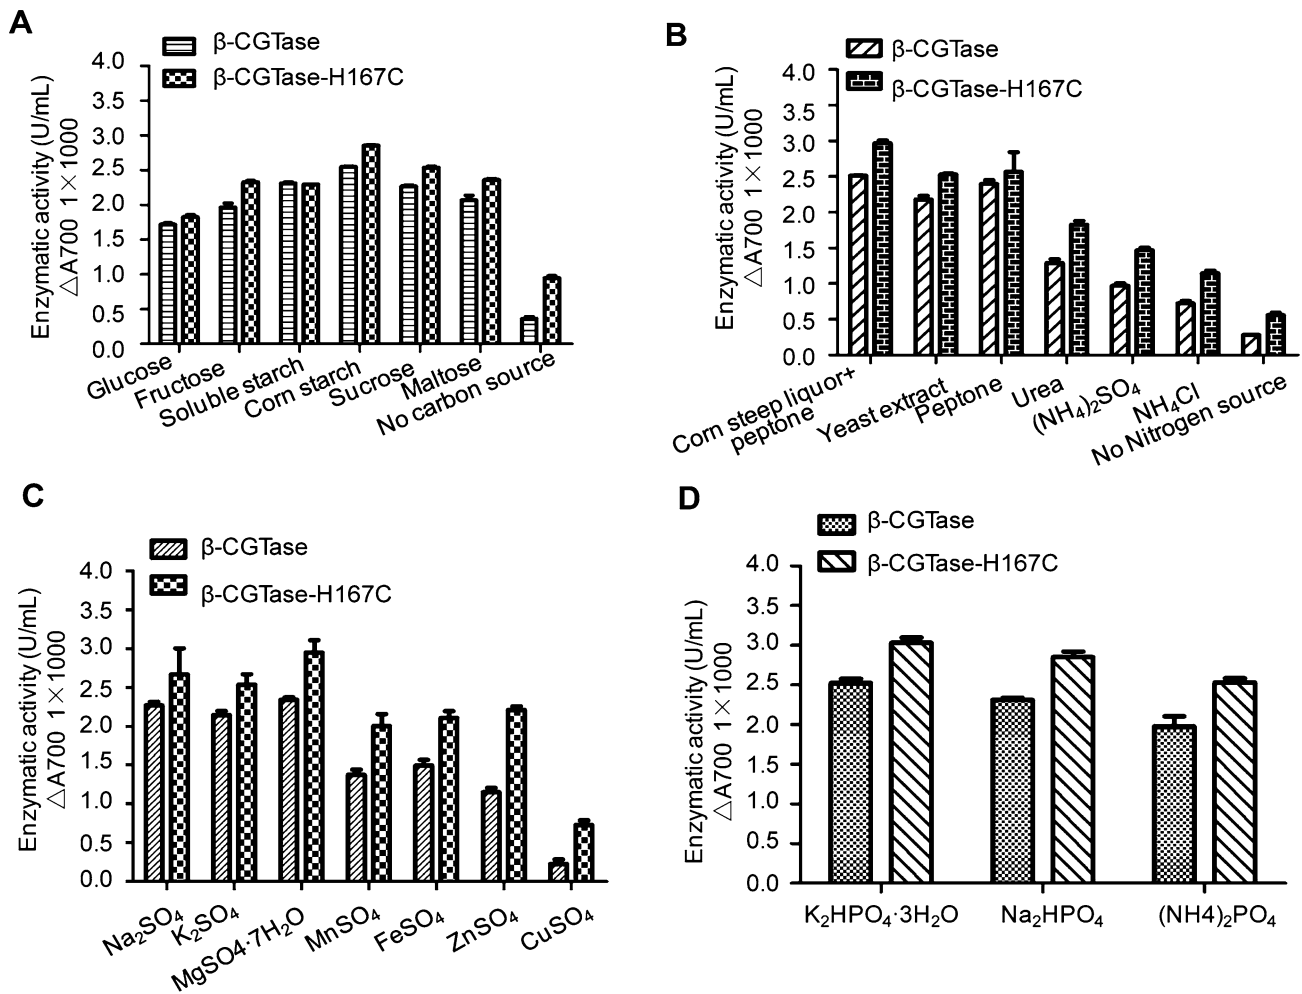 A
β-CGTase
β-CGTase-H167C
Enzymatic activity (U/mL)
△A700 1×1000
4.0
3.5
3.0
2.5
2.0
1.5
1.0
0.5
0.0
Glucose
Fructose
Soluble starch
Corn starch
Sucrose
Maltose
No carbon source
B
β-CGTase
β-CGTase-H167C
Enzymatic activity (U/mL)
△A700 1×1000
4.0
3.5
3.0
2.5
2.0
1.5
1.0
0.5
0.0
Corn steep liquor+
peptone
Yeast extract
Peptone
Urea
(NH4)2SO4
NH4Cl
No Nitrogen source
C
β-CGTase
β-CGTase-H167C
Enzymatic activity (U/mL)
△A700 1×1000
4.0
3.5
3.0
2.5
2.0
1.5
1.0
0.5
0.0
Na2SO4
K2SO4
MgSO4·7H2O
MnSO4
FeSO4
ZnSO4
CuSO4
D
β-CGTase
β-CGTase-H167C
Enzymatic activity (U/mL)
△A700 1×1000
4.0
3.5
3.0
2.5
2.0
1.5
1.0
0.5
0.0
K2HPO4·3H2O
Na2HPO4
(NH4)2PO4